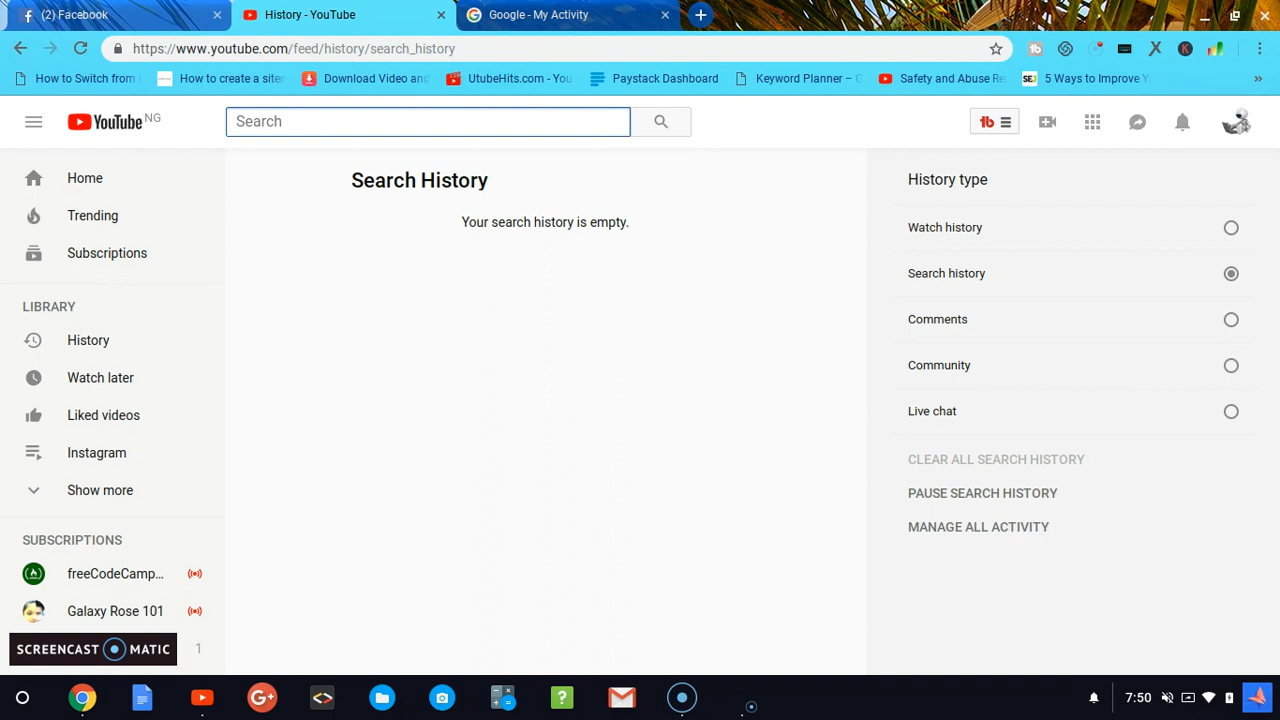 (2) Facebook
History - YouTube
Google - My Activity
https://www.youtube.com/feed/history/search_history
How to Switch from
How to create a siten
Download Video and
UtubeHits.com - You
Paystack Dashboard
Keyword Planner –
Safety and Abuse Re
SEJ
5 Ways to Improve Y
YouTube NG
Search
Home
Trending
Subscriptions
LIBRARY
History
Watch later
Liked videos
Instagram
Show more
SUBSCRIPTIONS
freeCodeCamp...
Galaxy Rose 101
1
SCREENCAST MATIC
Search History
Your search history is empty.
History type
Watch history
Search history
Comments
Community
Live chat
CLEAR ALL SEARCH HISTORY
PAUSE SEARCH HISTORY
MANAGE ALL ACTIVITY
7:50